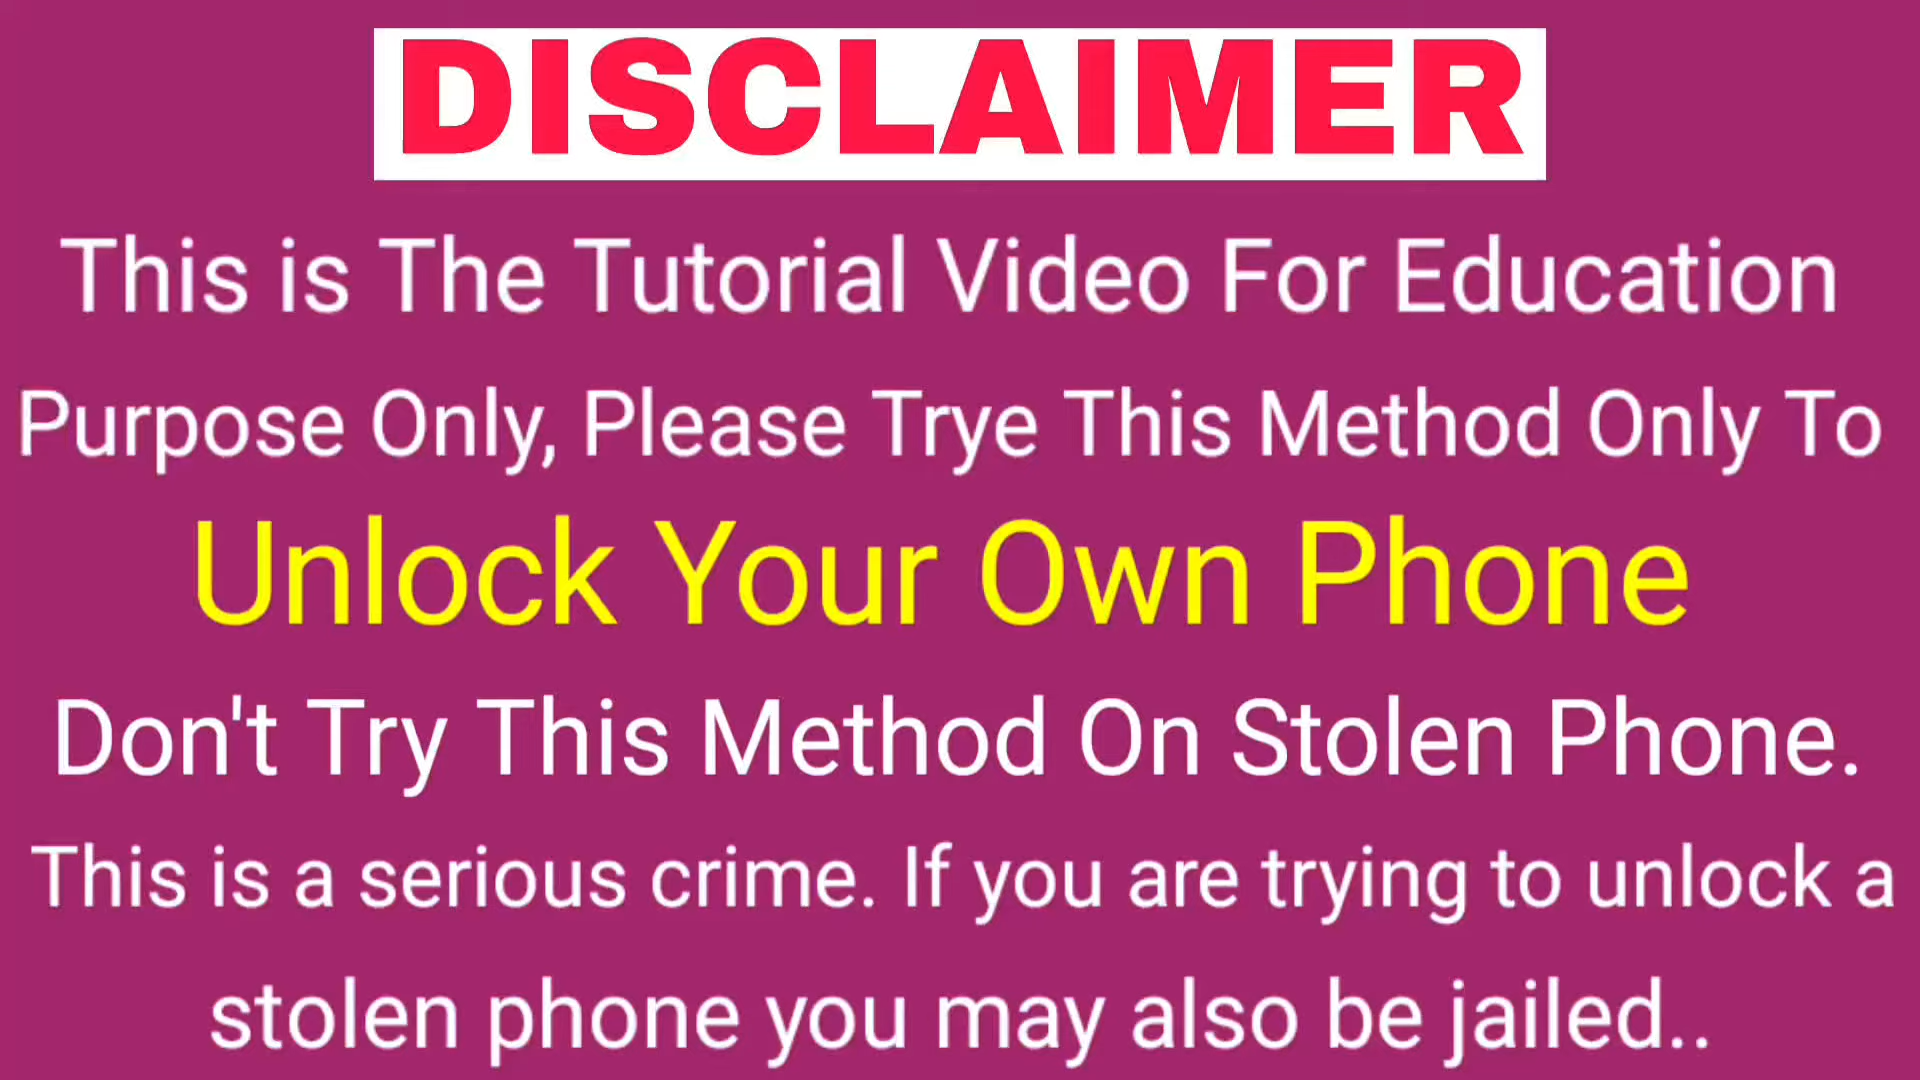 DISCLAIMER
This is The Tutorial Video For Education
Purpose Only, Please Trye This Method Only To
Unlock Your Own Phone
Don't Try This Method On Stolen Phone.
This is a serious crime. If you are trying to unlock a
stolen phone you may also be jailed..